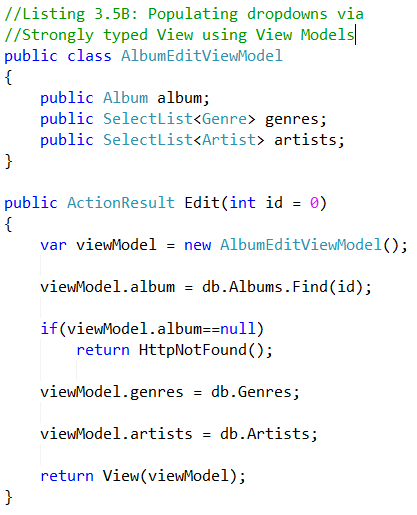 //Listing 3.5B: Populating dropdowns via
//Strongly typed View using View Models
public class AlbumEditViewModel
{
    public Album album;
    public SelectList<Genre> genres;
    public SelectList<Artist> artists;
}

public ActionResult Edit(int id = 0)
{
    var viewModel = new AlbumEditViewModel();

    viewModel.album = db.Albums.Find(id);

    if(viewModel.album==null)
        return HttpNotFound();

    viewModel.genres = db.Genres;

    viewModel.artists = db.Artists;

    return View(viewModel);
}